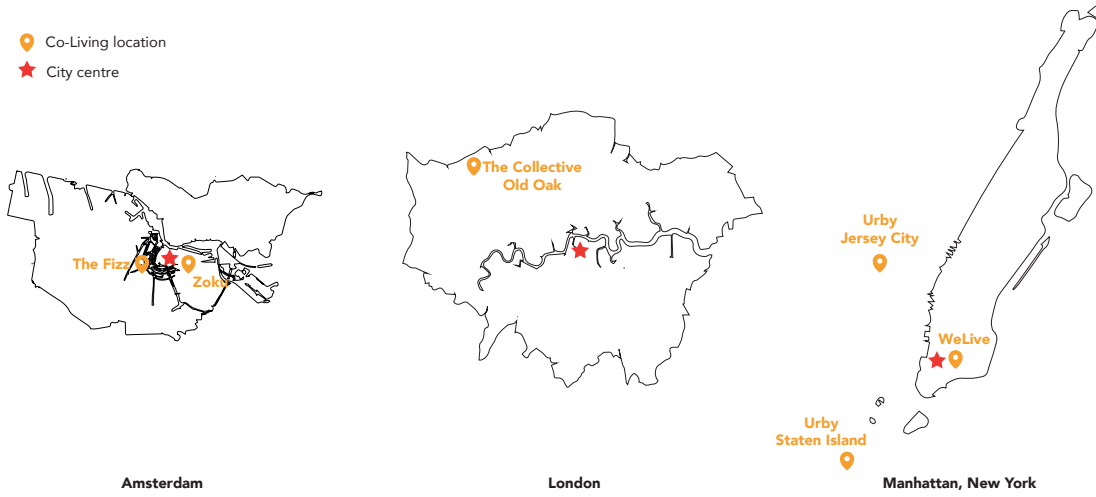 Co-Living location
City centre
The Fizz
Zoku
Amsterdam
The Collective
Old Oak
London
Urby
Jersey City
WeLive
Urby
Staten Island
Manhattan, New York